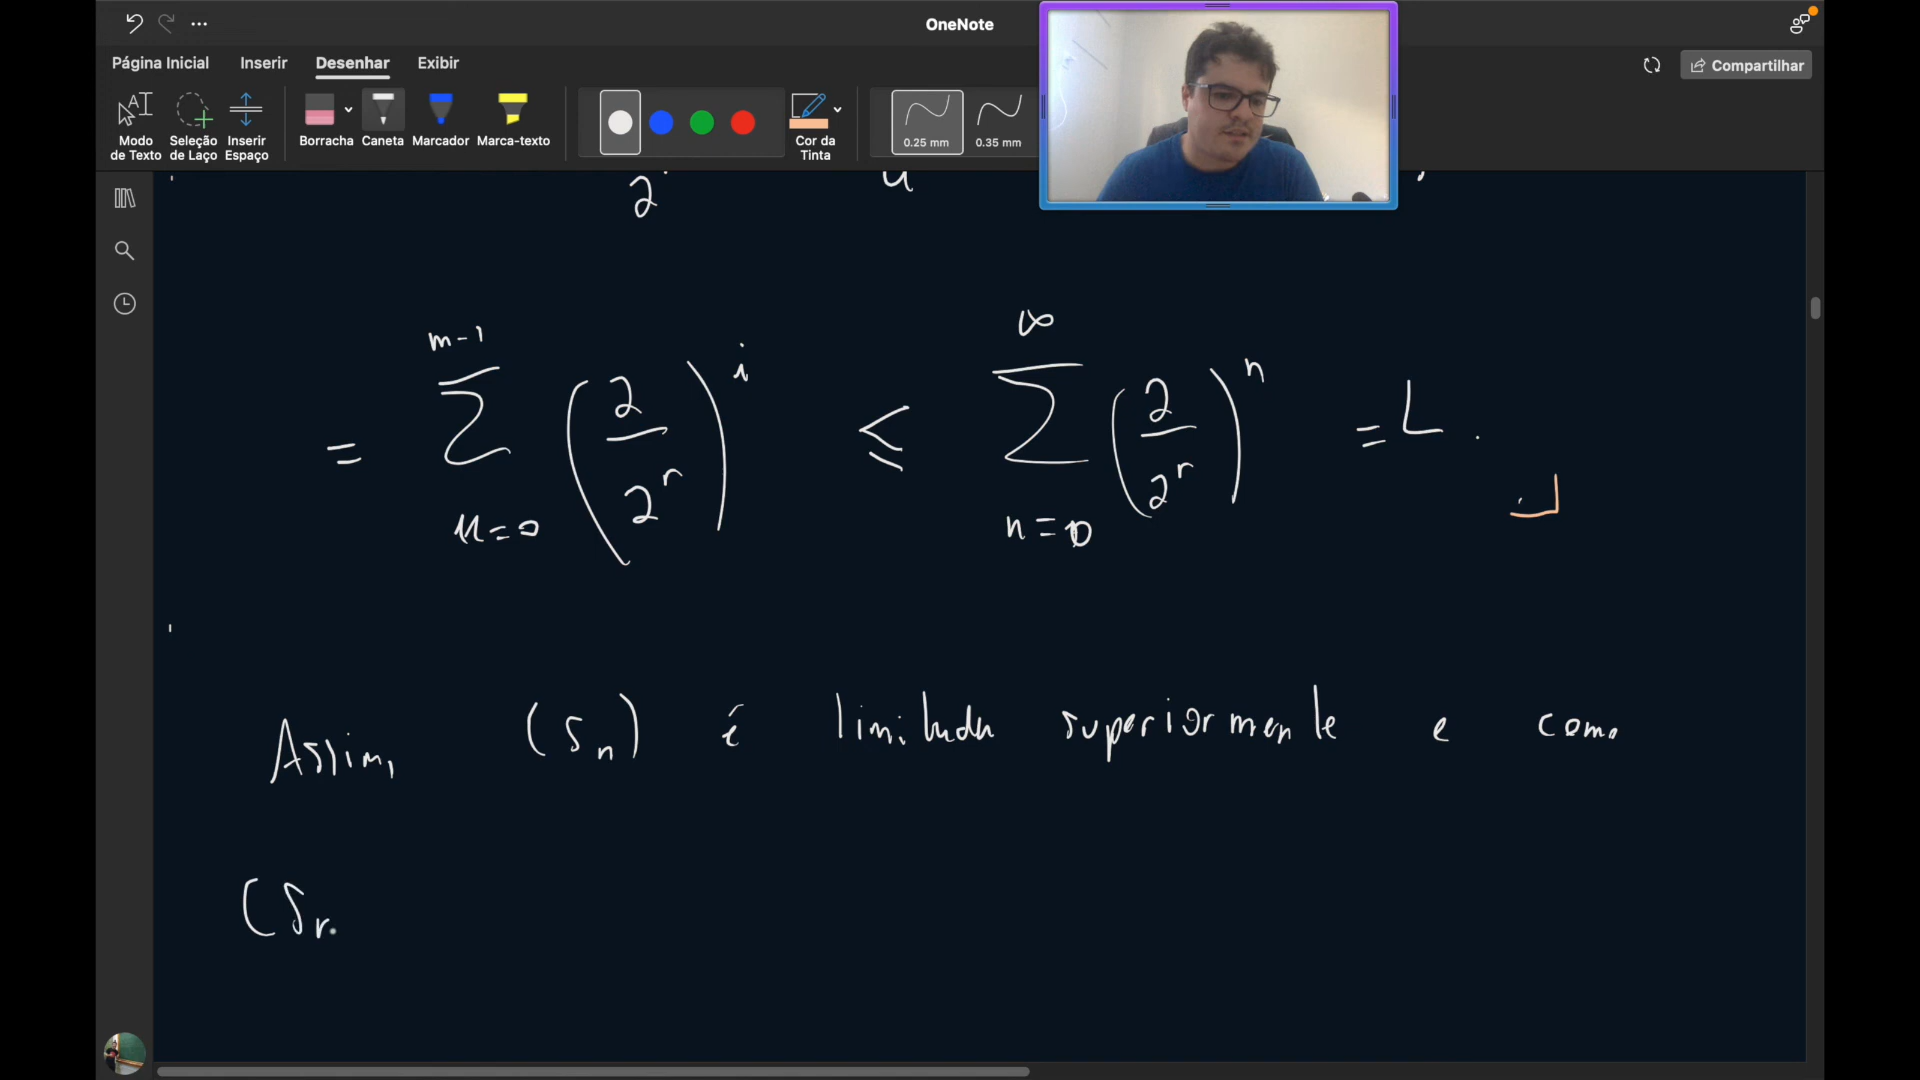 OneNote
Página Inicial Inserir Desenhar Exibir
Compartilhar
Modo de Texto
Seleção de Laço
Inserir Espaço
Borracha Caneta Marcador Marca-texto
Cor da Tinta
0.25 mm 0.35 mm
2
= m-1 Σ n=0 (2/2^r)^i ≤ ∞ Σ n=0 (2/2^r)^n = L.
Assim, (Sn) é limitada superiormente e como
(Sr